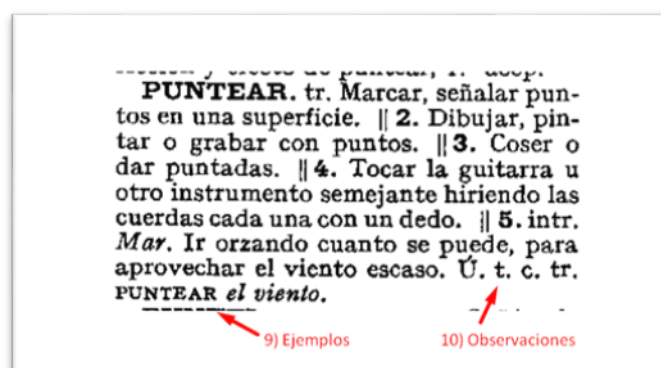 PUNTEAR. tr. Marcar, señalar pun-
tos en una superficie. || 2. Dibujar, pin-
tar o grabar con puntos. || 3. Coser o
dar puntadas. || 4. Tocar la guitarra u
otro instrumento semejante hiriendo las
cuerdas cada una con un dedo. || 5. intr.
Mar. Ir orzando cuanto se puede, para
aprovechar el viento escaso. Ú. t. c. tr.
PUNTEAR el viento.
9) Ejemplos 10) Observaciones